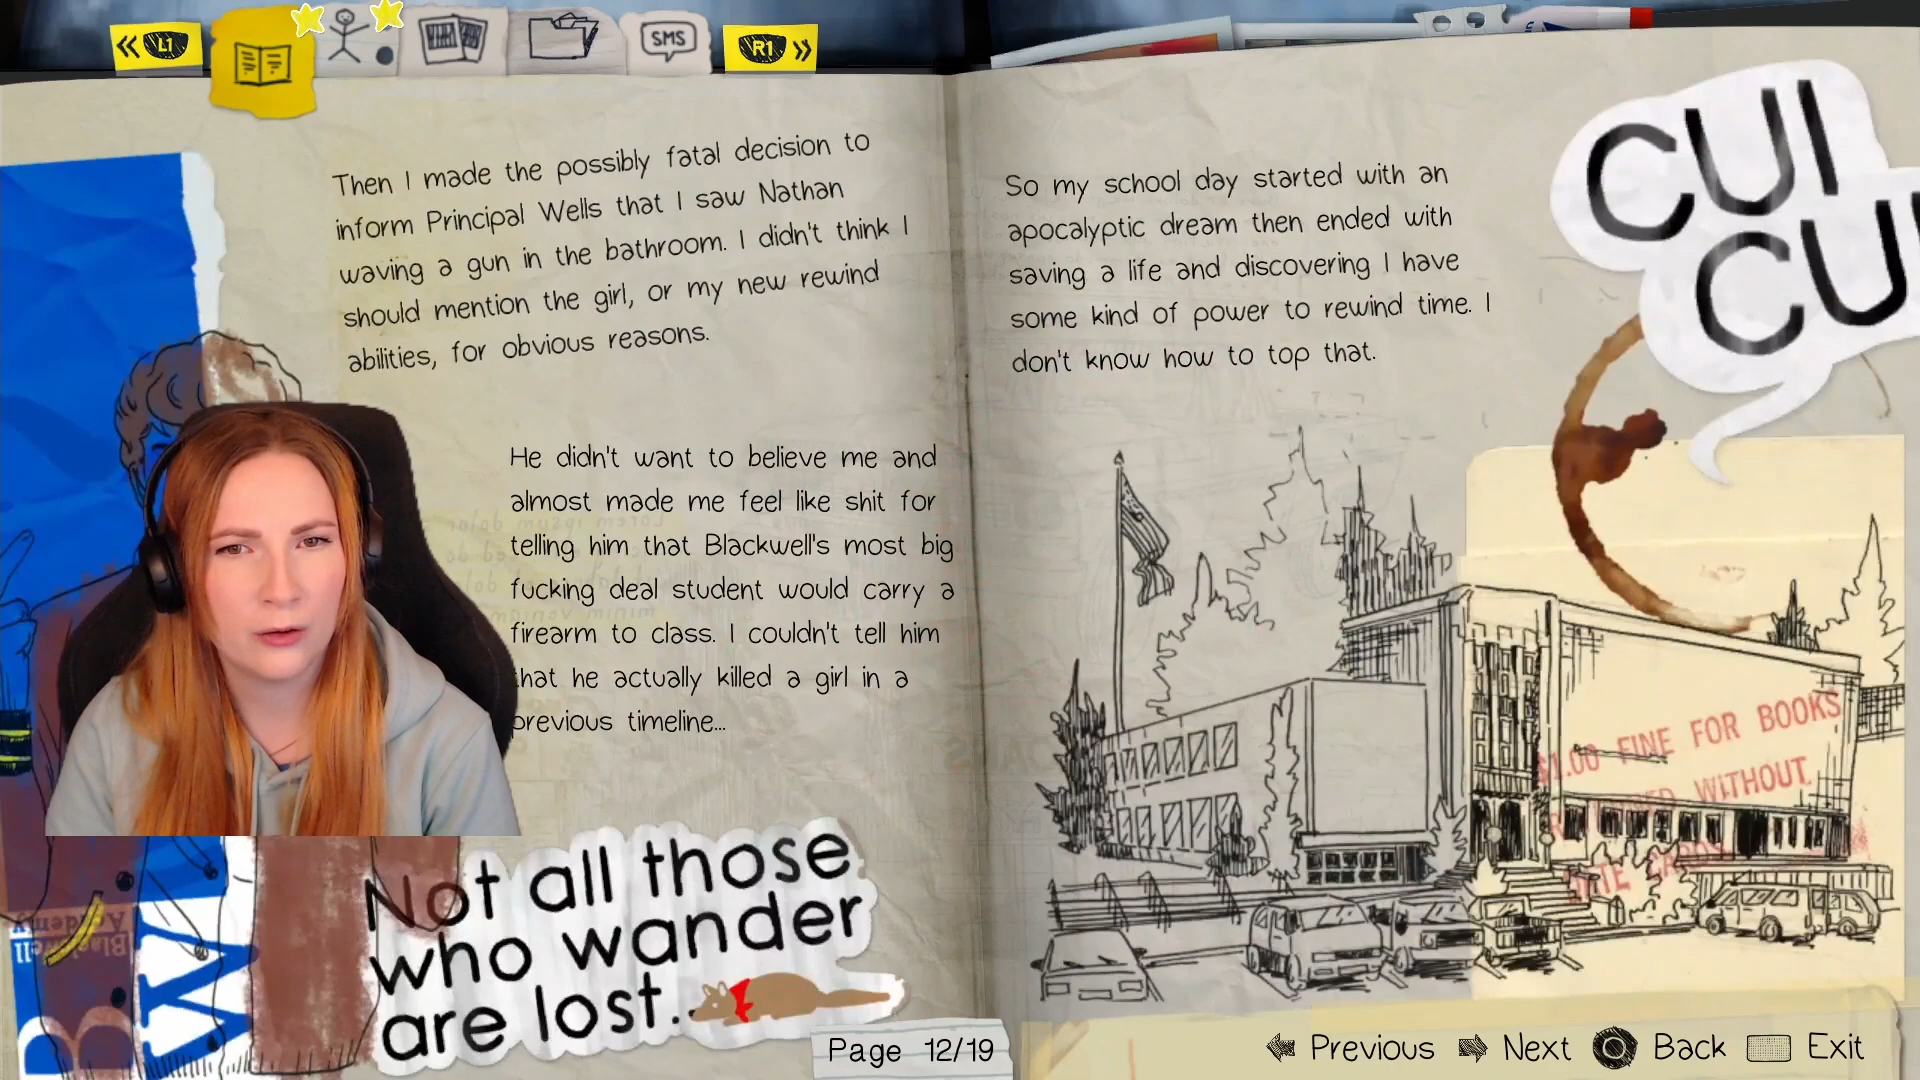 L1
SMS
R1
Then I made the possibly fatal decision to
inform Principal Wells that I saw Nathan
waving a gun in the bathroom. I didn't think I
should mention the girl, or my new rewind
abilities, for obvious reasons.
He didn't want to believe me and
almost made me feel like shit for
telling him that Blackwell's most big
fucking deal student would carry a
firearm to class. I couldn't tell him
that he actually killed a girl in a
previous timeline...
Not all those
who wander
are lost...
So my school day started with an
apocalyptic dream then ended with
saving a life and discovering I have
some kind of power to rewind time. I
don't know how to top that.
CUI
CUI
$1.00 FINE FOR BOOKS
WITHOUT
Blackwell
Academy
B
W
Page 12/19
Previous
Next
Back
Exit